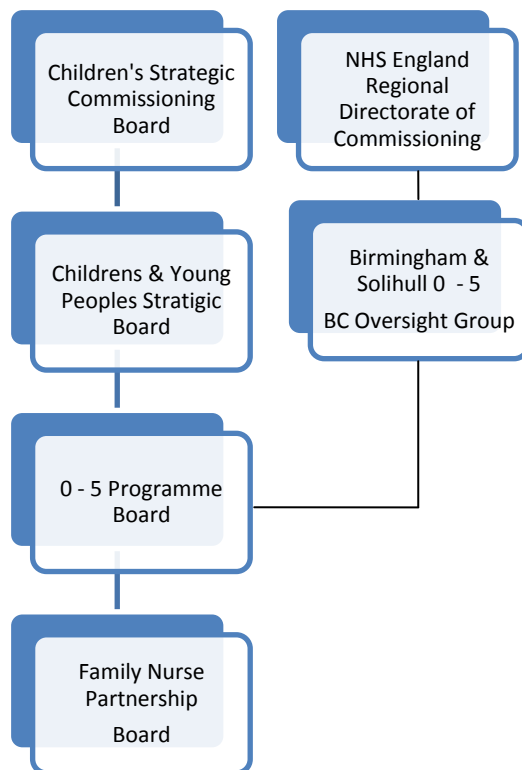 Children's Strategic
Commissioning
Board
NHS England
Regional
Directorate of
Commissioning
Childrens & Young
Peoples Stratigic
Board
Birmingham &
Solihull 0 - 5
BC Oversight Group
0 - 5 Programme
Board
Family Nurse
Partnership
Board